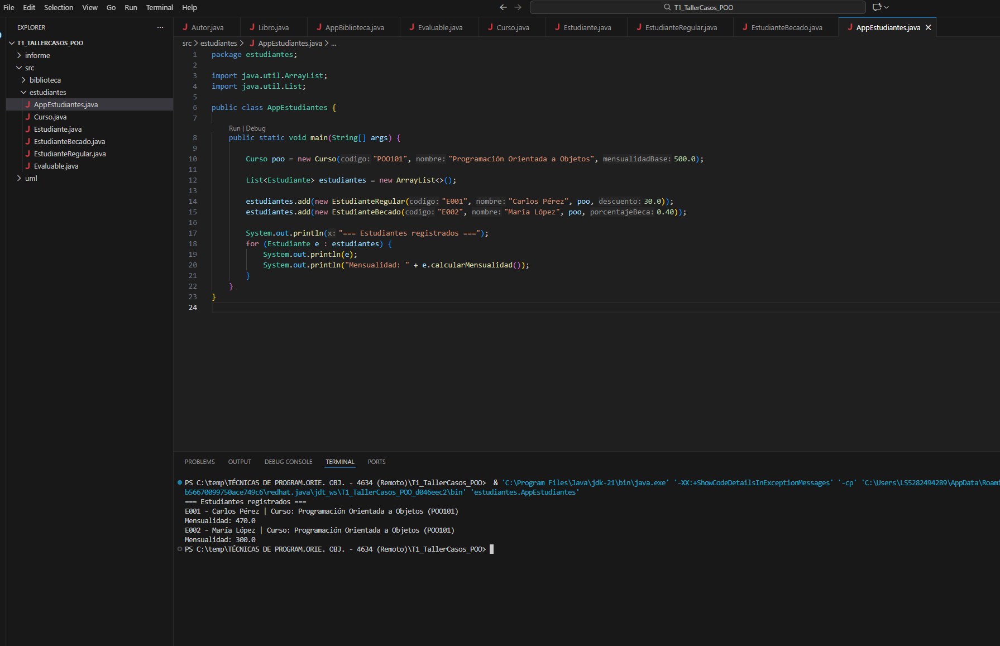 File Edit Selection View Go Run Terminal Help
T1_TallerCasos_POO
EXPLORER
...
T1_TALLERCASOS_POO
informe
src
biblioteca
estudiantes
AppEstudiantes.java
Curso.java
Estudiante.java
EstudianteBecado.java
EstudianteRegular.java
Evaluable.java
uml
Autor.java Libro.java AppBiblioteca.java Evaluable.java Curso.java Estudiante.java EstudianteRegular.java EstudianteBecado.java AppEstudiantes.java
src > estudiantes > AppEstudiantes.java > ...
1 package estudiantes;
2
3 import java.util.ArrayList;
4 import java.util.List;
5
6 public class AppEstudiantes {
7
Run | Debug
8 public static void main(String[] args) {
9
10 Curso poo = new Curso(codigo: "POO101", nombre: "Programación Orientada a Objetos", mensualidadBase: 500.0);
11
12 List<Estudiante> estudiantes = new ArrayList<>();
13
14 estudiantes.add(new EstudianteRegular(codigo: "E001", nombre: "Carlos Pérez", poo, descuento: 30.0));
15 estudiantes.add(new EstudianteBecado(codigo: "E002", nombre: "María López", poo, porcentajeBeca: 0.40));
16
17 System.out.println(x: "=== Estudiantes registrados ===");
18 for (Estudiante e : estudiantes) {
19 System.out.println(e);
20 System.out.println("Mensualidad: " + e.calcularMensualidad());
21 }
22 }
23 }
24
PROBLEMS OUTPUT DEBUG CONSOLE TERMINAL PORTS
PS C:\temp\TÉCNICAS DE PROGRAM.ORIE. OBJ. - 4634 (Remoto)\T1_TallerCasos_POO> & 'C:\Program Files\Java\jdk-21\bin\java.exe' '-XX:+ShowCodeDetailsInExceptionMessages' '-cp' 'C:\Users\LS5282494289\AppData\Roami
b56670099750ace749c6\redhat.java\jdt_ws\T1_TallerCasos_POO_d046eec2\bin' 'estudiantes.AppEstudiantes'
=== Estudiantes registrados ===
E001 - Carlos Pérez | Curso: Programación Orientada a Objetos (POO101)
Mensualidad: 470.0
E002 - María López | Curso: Programación Orientada a Objetos (POO101)
Mensualidad: 300.0
PS C:\temp\TÉCNICAS DE PROGRAM.ORIE. OBJ. - 4634 (Remoto)\T1_TallerCasos_POO>